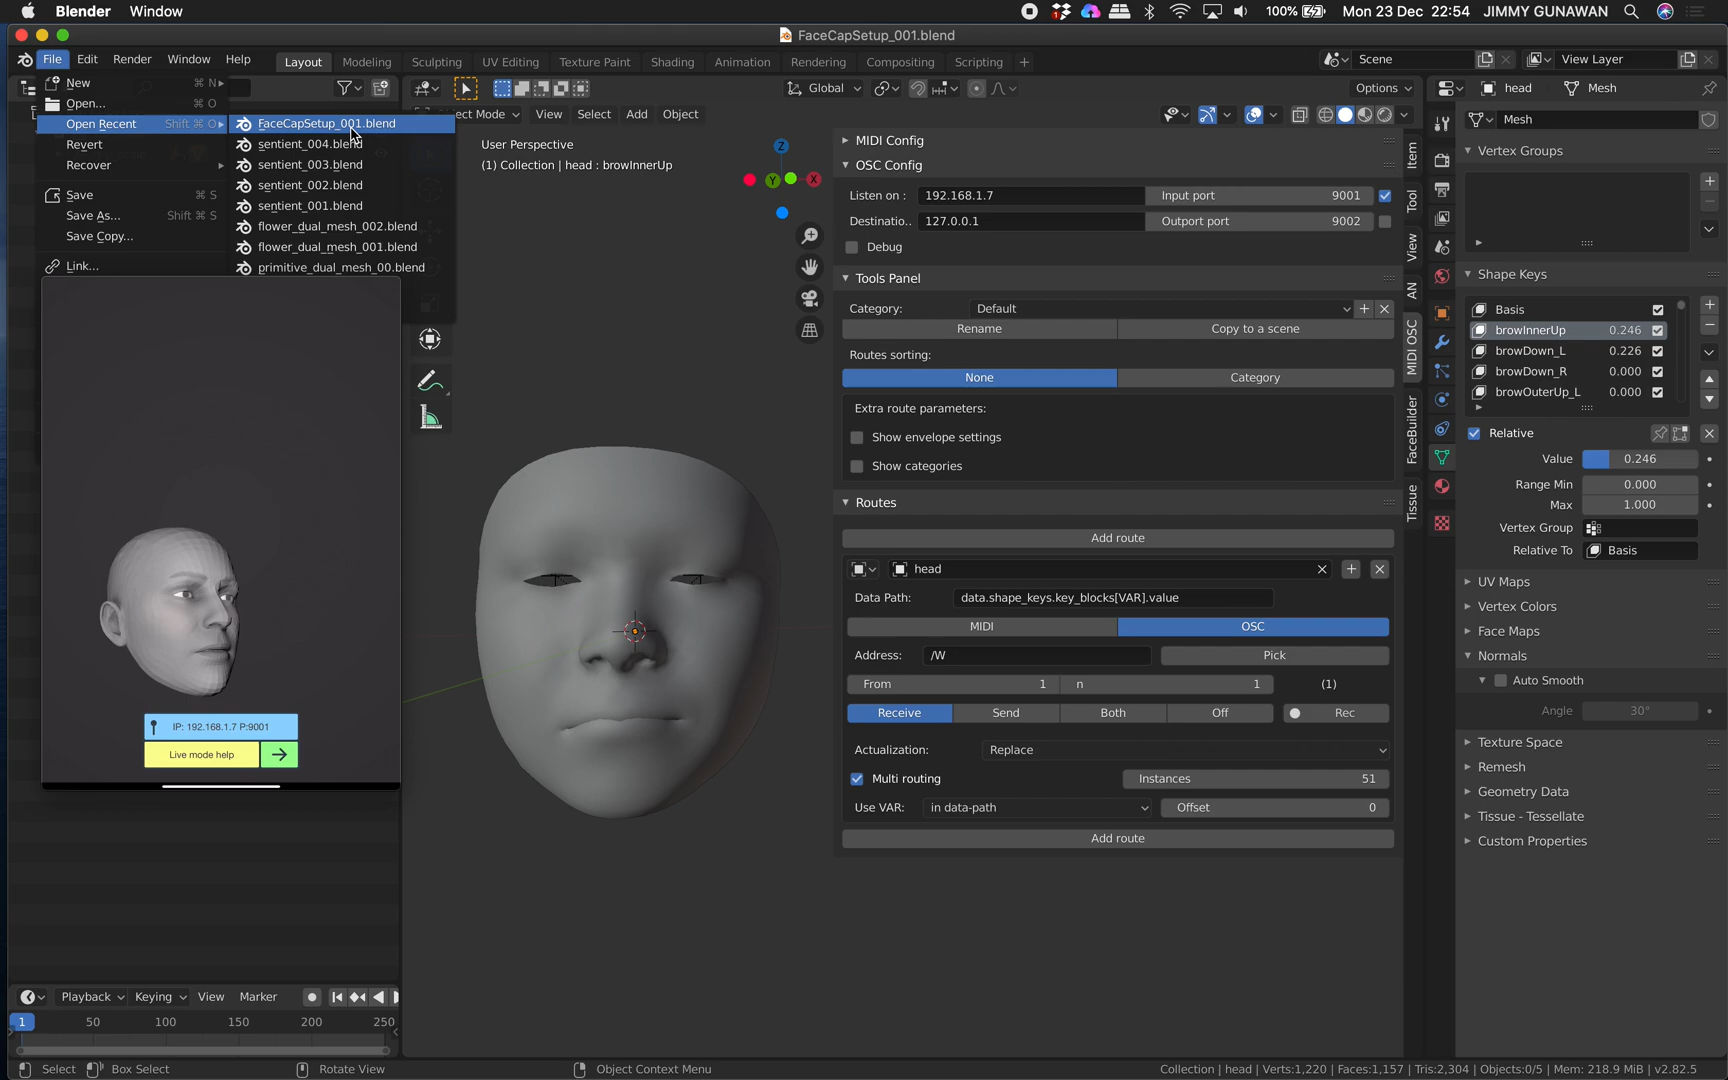 Blender Window 100% Mon 23 Dec 22:54 JIMMY GUNAWAN
FaceCapSetup_001.blend
File Edit Render Window Help Layout Modeling Sculpting UV Editing Texture Paint Shading Animation Rendering Compositing Scripting + Scene View Layer
New ⌘ N
Open... ⌘ O
Open Recent Shift ⌘ O
Revert
Recover
Save ⌘ S
Save As... Shift ⌘ S
Save Copy...
Link...
FaceCapSetup_001.blend
sentient_004.blend
sentient_003.blend
sentient_002.blend
sentient_001.blend
flower_dual_mesh_002.blend
flower_dual_mesh_001.blend
primitive_dual_mesh_00.blend
IP: 192.168.1.7 P:9001
Live mode help
Global Options
ect Mode View Select Add Object
User Perspective
(1) Collection | head : browInnerUp
Z
Y X
MIDI Config
OSC Config
Listen on : 192.168.1.7 Input port 9001
Destinatio.. 127.0.0.1 Outport port 9002
Debug
Tools Panel
Category: Default
Rename Copy to a scene
Routes sorting:
None Category
Extra route parameters:
Show envelope settings
Show categories
Routes
Add route
head
Data Path: data.shape_keys.key_blocks[VAR].value
MIDI OSC
Address: /W Pick
From 1 n 1 (1)
Receive Send Both Off Rec
Actualization: Replace
Multi routing Instances 51
Use VAR: in data-path Offset 0
Add route
Item
Tool
View
AN
MIDI OSC
FaceBuilder
Tissue
head Mesh
Mesh
Vertex Groups
Shape Keys
Basis
browInnerUp 0.246
browDown_L 0.226
browDown_R 0.000
browOuterUp_L 0.000
Relative
Value 0.246
Range Min 0.000
Max 1.000
Vertex Group
Relative To Basis
UV Maps
Vertex Colors
Face Maps
Normals
Auto Smooth
Angle 30°
Texture Space
Remesh
Geometry Data
Tissue - Tessellate
Custom Properties
Playback Keying View Marker
1 50 100 150 200 250
Select Box Select Rotate View Object Context Menu Collection | head | Verts:1,220 | Faces:1,157 | Tris:2,304 | Objects:0/5 | Mem: 218.9 MiB | v2.82.5